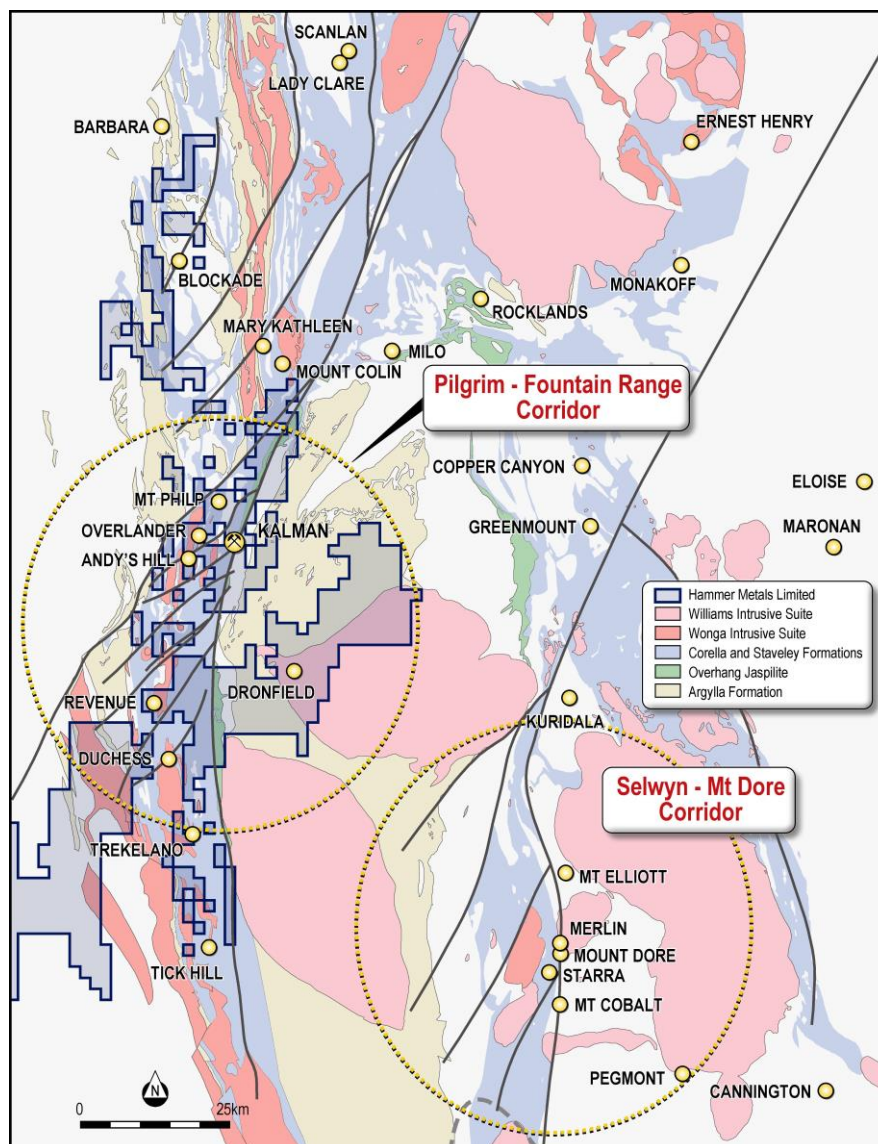 SCANLAN
LADY CLARE
BARBARA
ERNEST HENRY
BLOCKADE
MONAKOFF
ROCKLANDS
MARY KATHLEEN
MILO
MOUNT COLIN
Pilgrim - Fountain Range
Corridor
COPPER CANYON
ELOISE
MT PHILP
OVERLANDER
KALMAN
GREENMOUNT
MARONAN
ANDY'S HILL
Hammer Metals Limited
Williams Intrusive Suite
Wonga Intrusive Suite
Corella and Staveley Formations
Overhang Jaspilite
Argylla Formation
DRONFIELD
REVENUE
KURIDALA
DUCHESS
Selwyn - Mt Dore
Corridor
TREKELANO
MT ELLIOTT
MERLIN
MOUNT DORE
STARRA
TICK HILL
MT COBALT
PEGMONT
CANNINGTON
N
0 25km